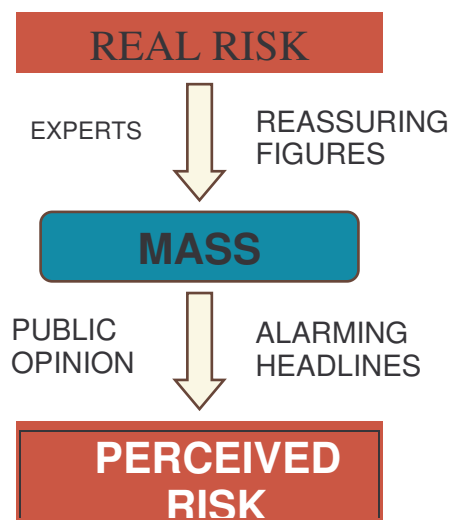 REAL RISK
EXPERTS
REASSURING
FIGURES
MASS
PUBLIC
OPINION
ALARMING
HEADLINES
PERCEIVED
RISK